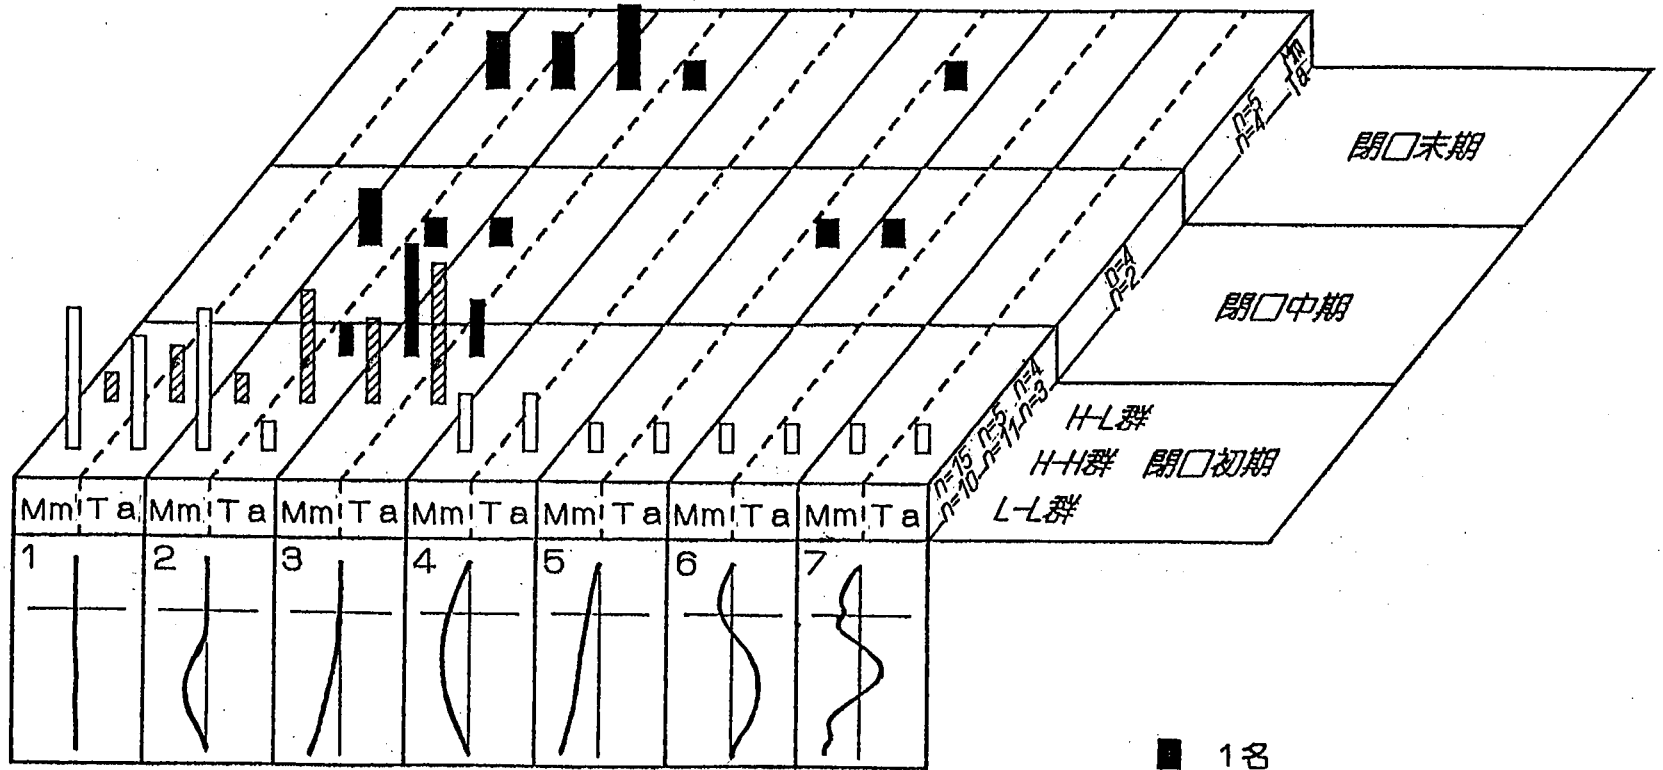 Mm
Ta
n=5
n=4
閉口末期
n=4
n=2
閉口中期
n=4
n=3
n=5
n=11
n=15
n=10
H-L群
H-H群 閉口初期
L-L群
Mm Ta Mm Ta Mm Ta Mm Ta Mm Ta Mm Ta Mm Ta
1 2 3 4 5 6 7
1名